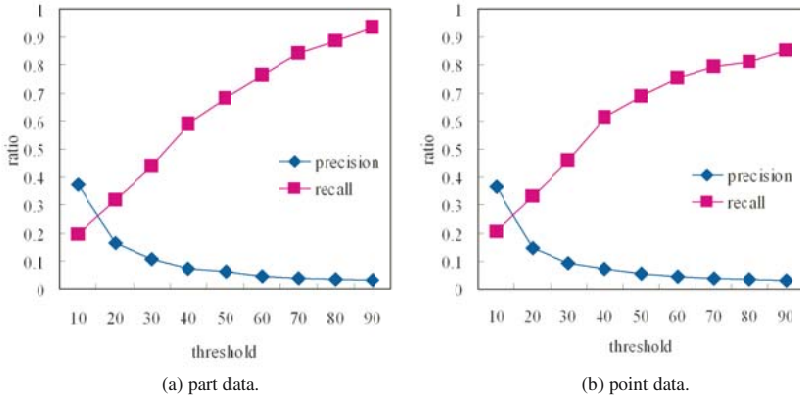 1
0.9
0.8
0.7
0.6
0.5
0.4
0.3
0.2
0.1
0
ratio
precision
recall
10 20 30 40 50 60 70 80 90
threshold
(a) part data.
1
0.9
0.8
0.7
0.6
0.5
0.4
0.3
0.2
0.1
0
ratio
precision
recall
10 20 30 40 50 60 70 80 90
threshold
(b) point data.